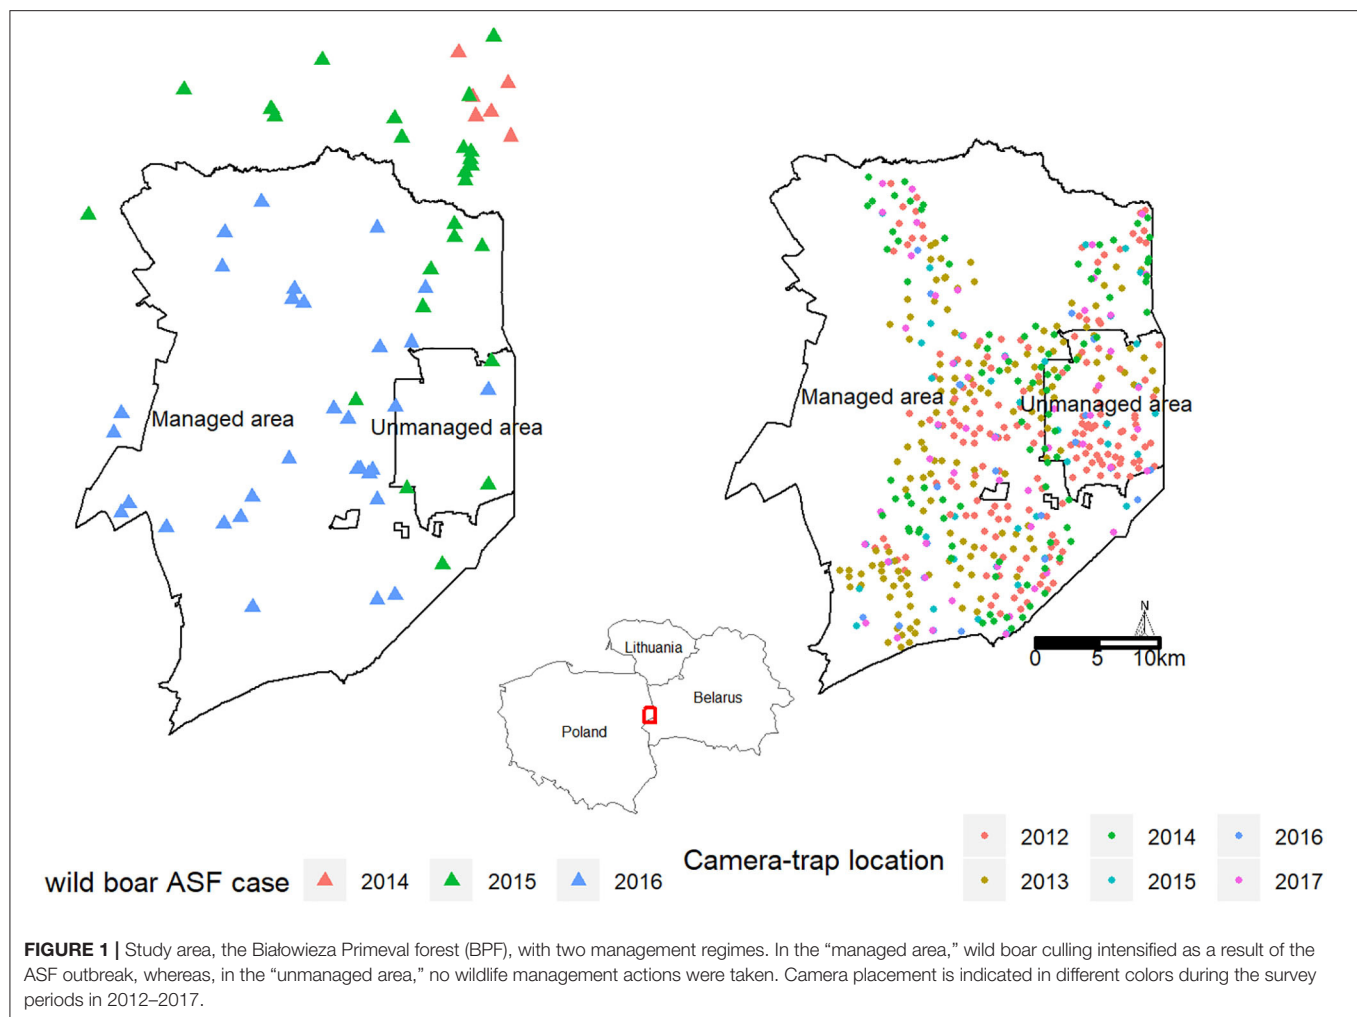 Managed area
Unmanaged area
Managed area
Unmanaged area
N
0 5 10km
Lithuania
Belarus
Poland
wild boar ASF case 2014 2015 2016
Camera-trap location
2012 2014 2016
2013 2015 2017
FIGURE 1 | Study area, the Białowieza Primeval forest (BPF), with two management regimes. In the “managed area,” wild boar culling intensified as a result of the
ASF outbreak, whereas, in the “unmanaged area,” no wildlife management actions were taken. Camera placement is indicated in different colors during the survey
periods in 2012–2017.